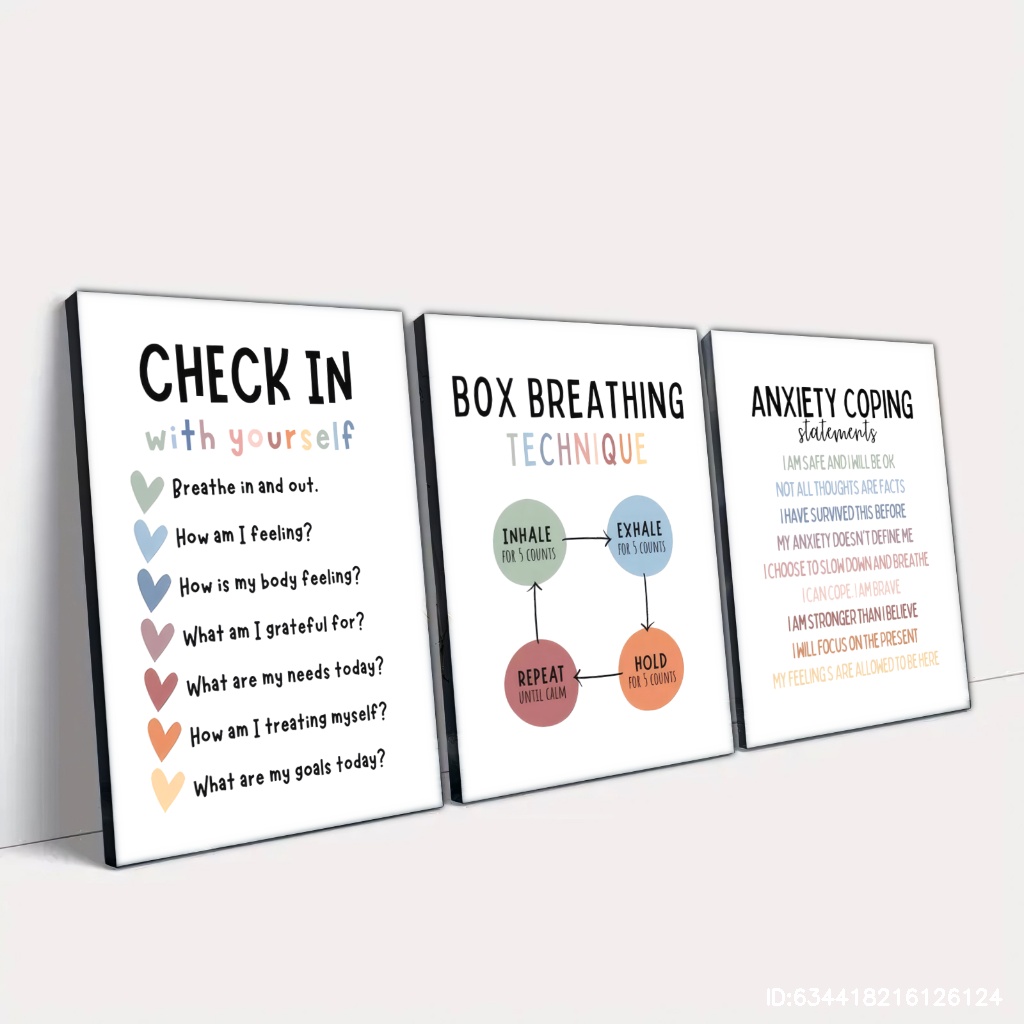 CHECK IN
with yourself
Breathe in and out.
How am I feeling?
How is my body feeling?
What am I grateful for?
What are my needs today?
How am I treating myself?
What are my goals today?
BOX BREATHING
TECHNIQUE
INHALE
FOR 5 COUNTS
EXHALE
FOR 5 COUNTS
REPEAT
UNTIL CALM
HOLD
FOR 5 COUNTS
ANXIETY COPING
statements
I AM SAFE AND I WILL BE OK
NOT ALL THOUGHTS ARE FACTS
I HAVE SURVIVED THIS BEFORE
MY ANXIETY DOESN'T DEFINE ME
I CHOOSE TO SLOW DOWN AND BREATHE
I CAN COPE. I AM BRAVE
I AM STRONGER THAN I BELIEVE
I WILL FOCUS ON THE PRESENT
MY FEELING S ARE ALLOWED TO BE HERE
ID:634418216126124